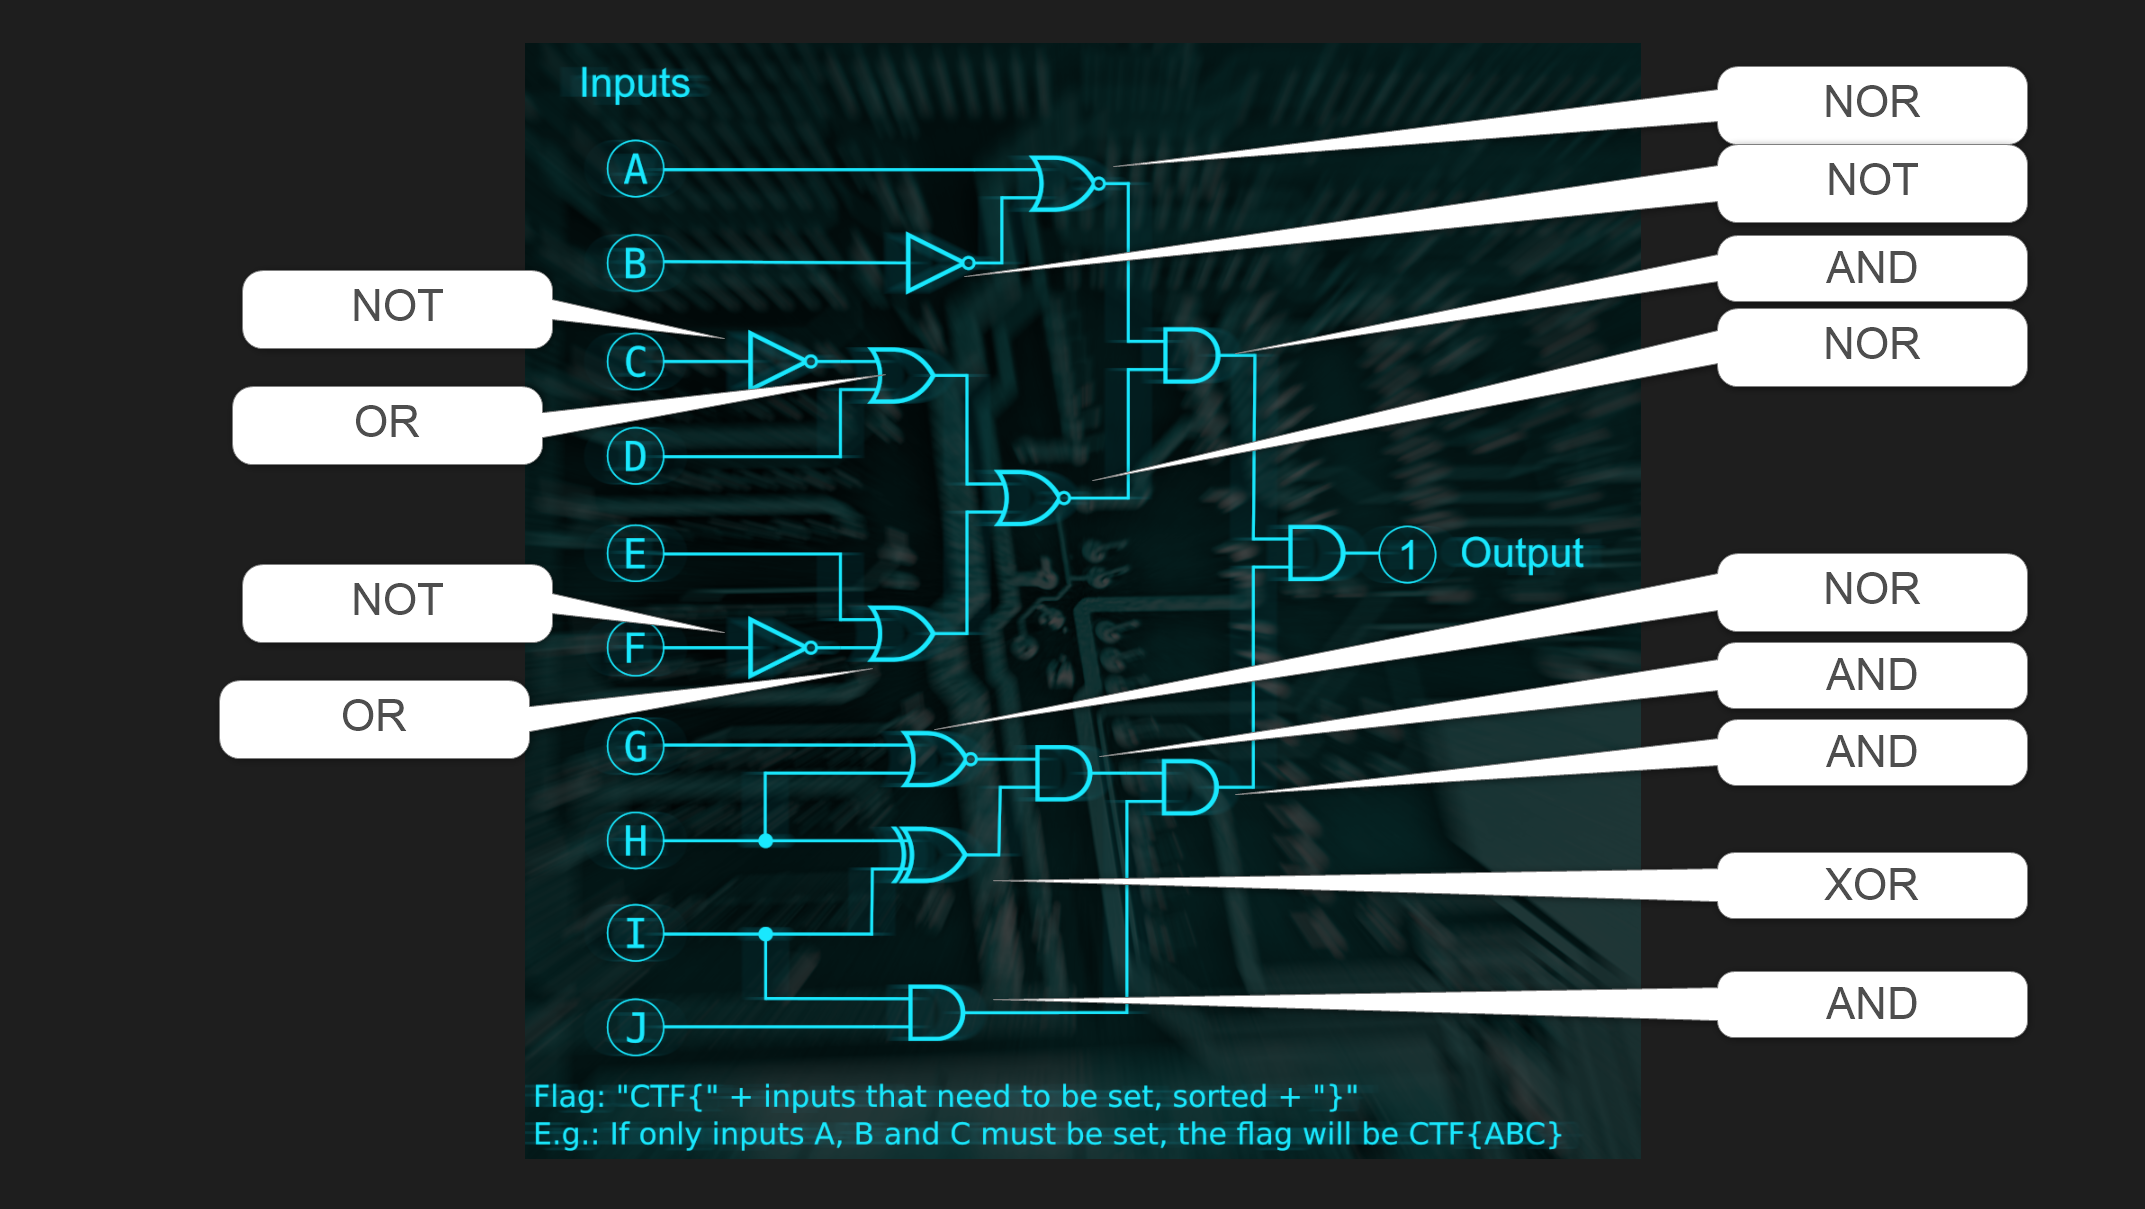 Inputs
A
NOR
NOT
B
AND
NOT
C
NOR
OR
D
E
1 Output
NOT
NOR
F
AND
OR
G
AND
H
XOR
I
AND
J
Flag: "CTF{" + inputs that need to be set, sorted + "}"
E.g.: If only inputs A, B and C must be set, the flag will be CTF{ABC}